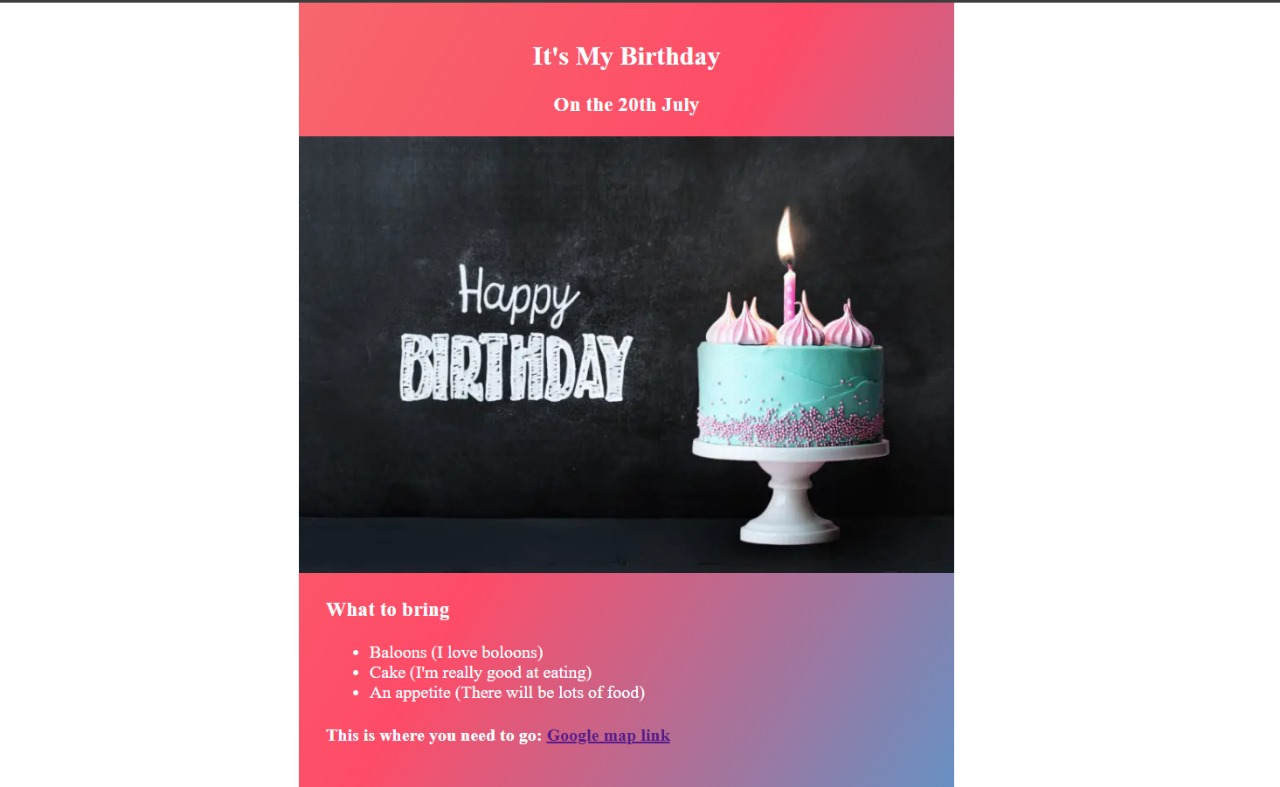 It's My Birthday
On the 20th July
Happy
BIRTHDAY
What to bring
Baloons (I love boloons)
Cake (I'm really good at eating)
An appetite (There will be lots of food)
This is where you need to go: Google map link